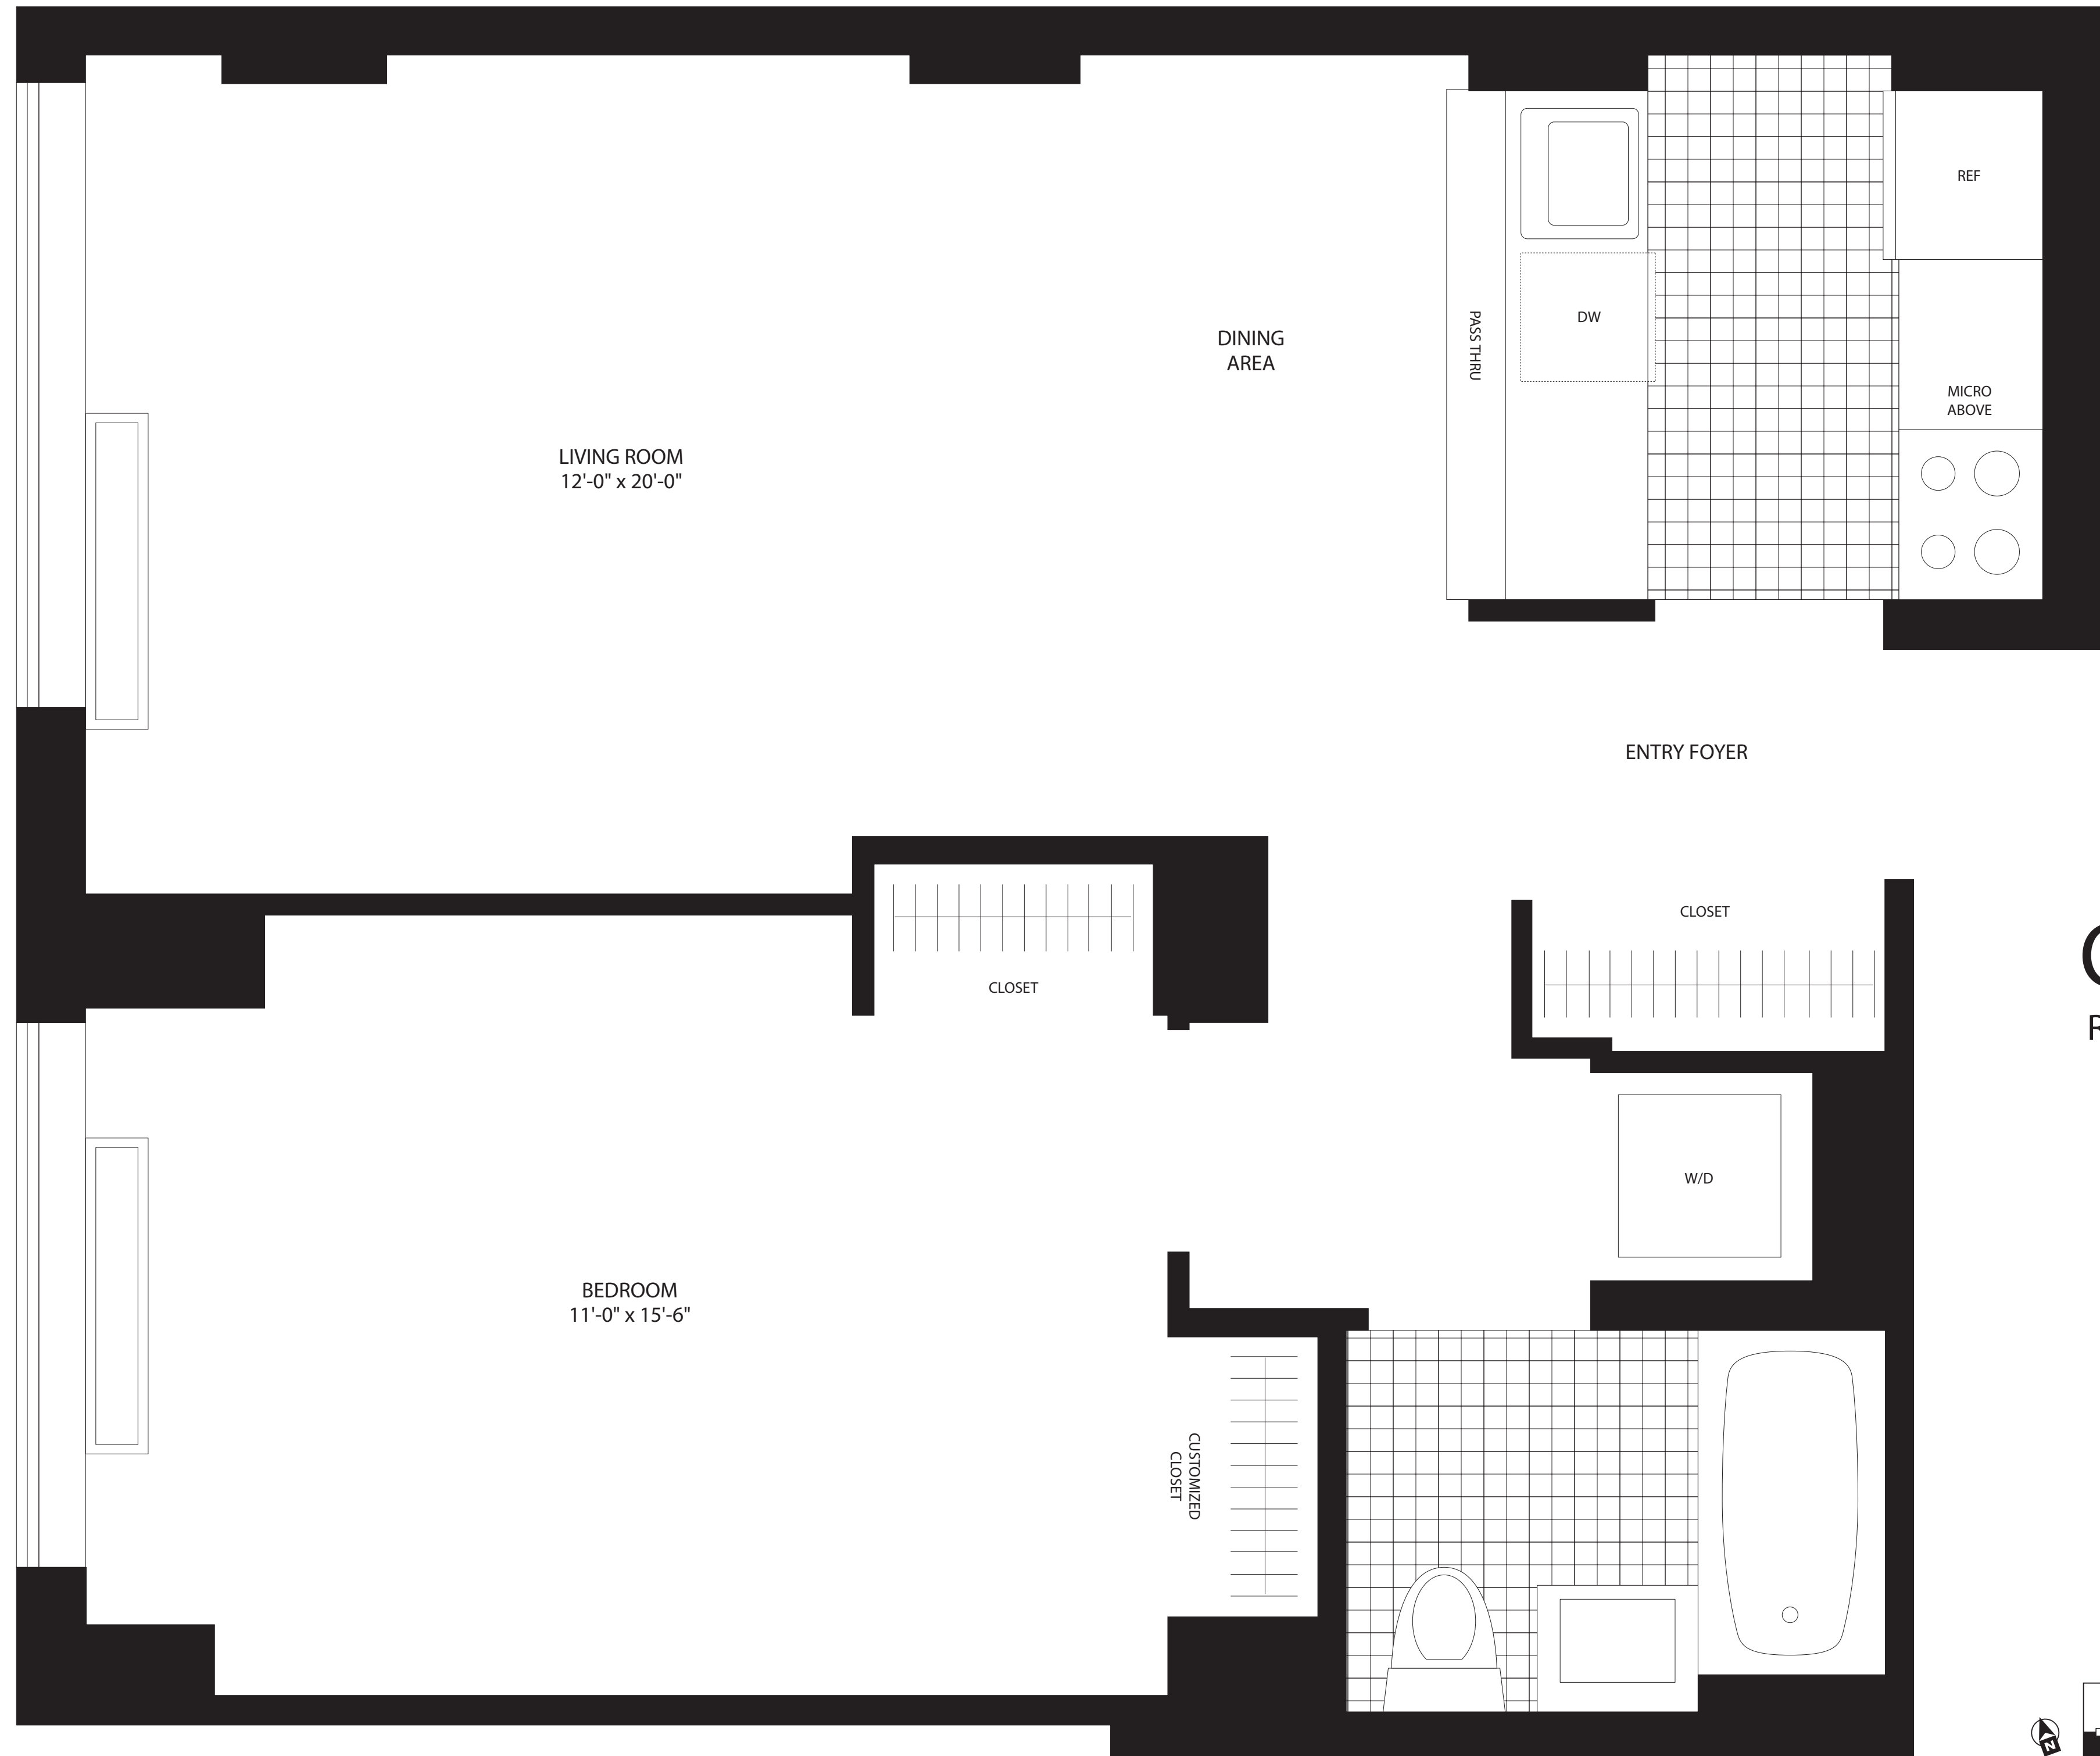 REF
DINING
AREA
PASS THRU
DW
MICRO
ABOVE
LIVING ROOM
12'-0" x 20'-0"
ENTRY FOYER
CLOSET
CLOSET
W/D
BEDROOM
11'-0" x 15'-6"
CUSTOMIZED
CLOSET
N